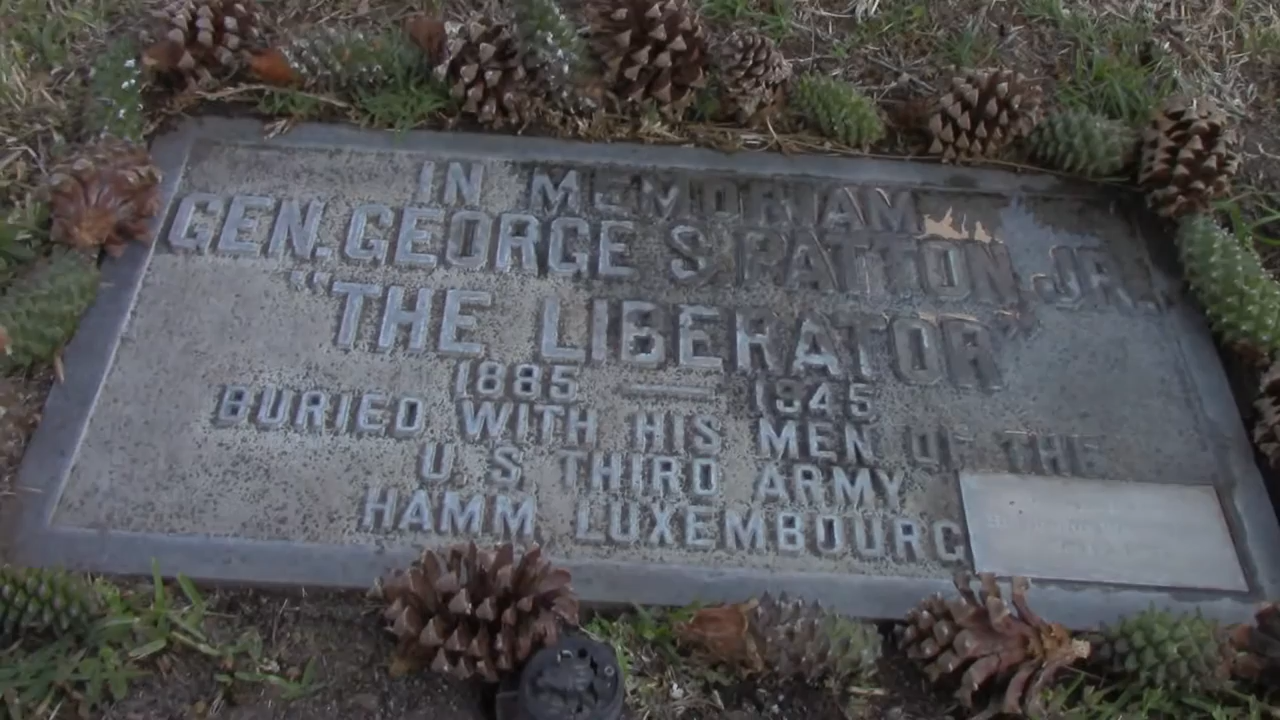 IN MEMORIAM
GEN. GEORGE S PATTON JR.
"THE LIBERATOR"
1885 — 1945
BURIED WITH HIS MEN OF THE
U S THIRD ARMY
HAMM LUXEMBOURG